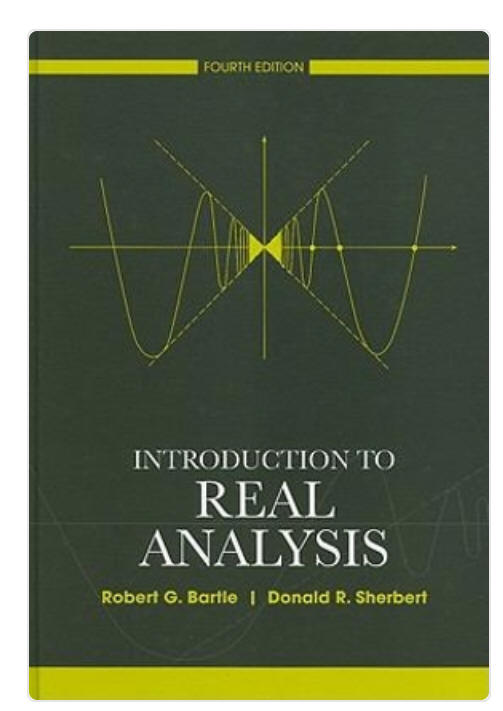 FOURTH EDITION
INTRODUCTION TO
REAL
ANALYSIS
Robert G. Bartle | Donald R. Sherbert